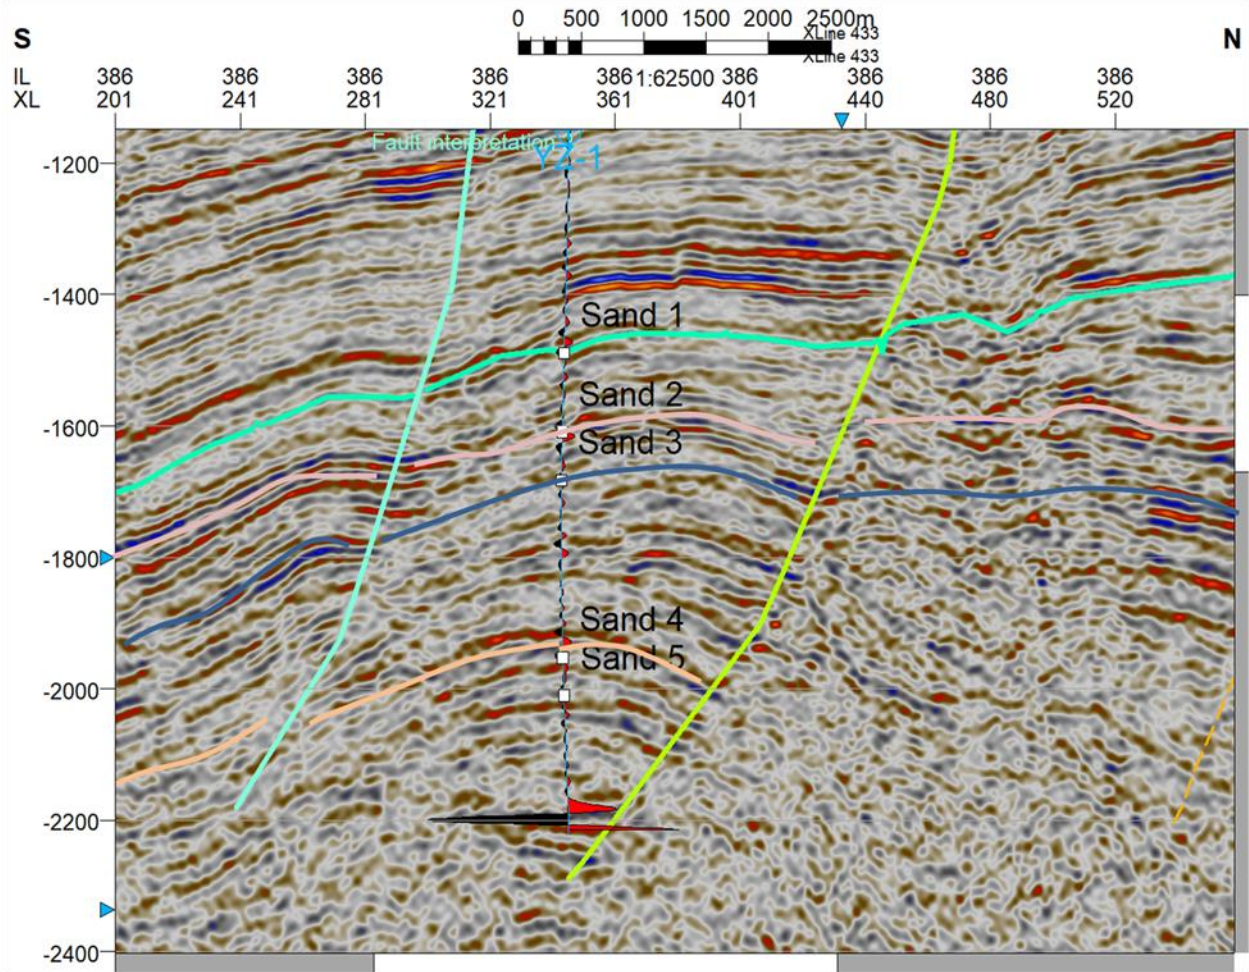 0 500 1000 1500 2000 2500m
XLine 433
XLine 433
S N
IL 386 386 386 386 386 1:62500 386 386 386 386
XL 201 241 281 321 361 401 440 480 520
Fault interpretation
YZ-1
-1200
-1400
Sand 1
Sand 2
-1600
Sand 3
-1800
Sand 4
Sand 5
-2000
-2200
-2400